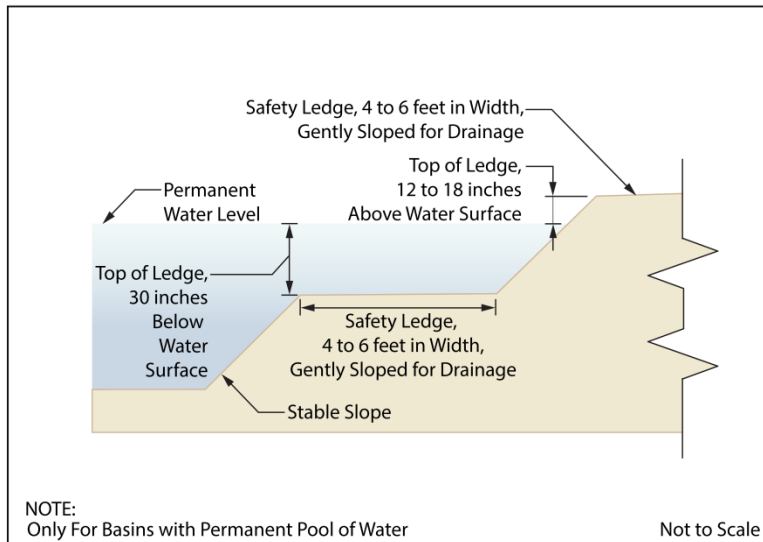 Safety Ledge, 4 to 6 feet in Width,
Gently Sloped for Drainage
Top of Ledge,
12 to 18 inches
Above Water Surface
Permanent
Water Level
Top of Ledge,
30 inches
Below
Water
Surface
Safety Ledge,
4 to 6 feet in Width,
Gently Sloped for Drainage
Stable Slope
NOTE:
Only For Basins with Permanent Pool of Water
Not to Scale